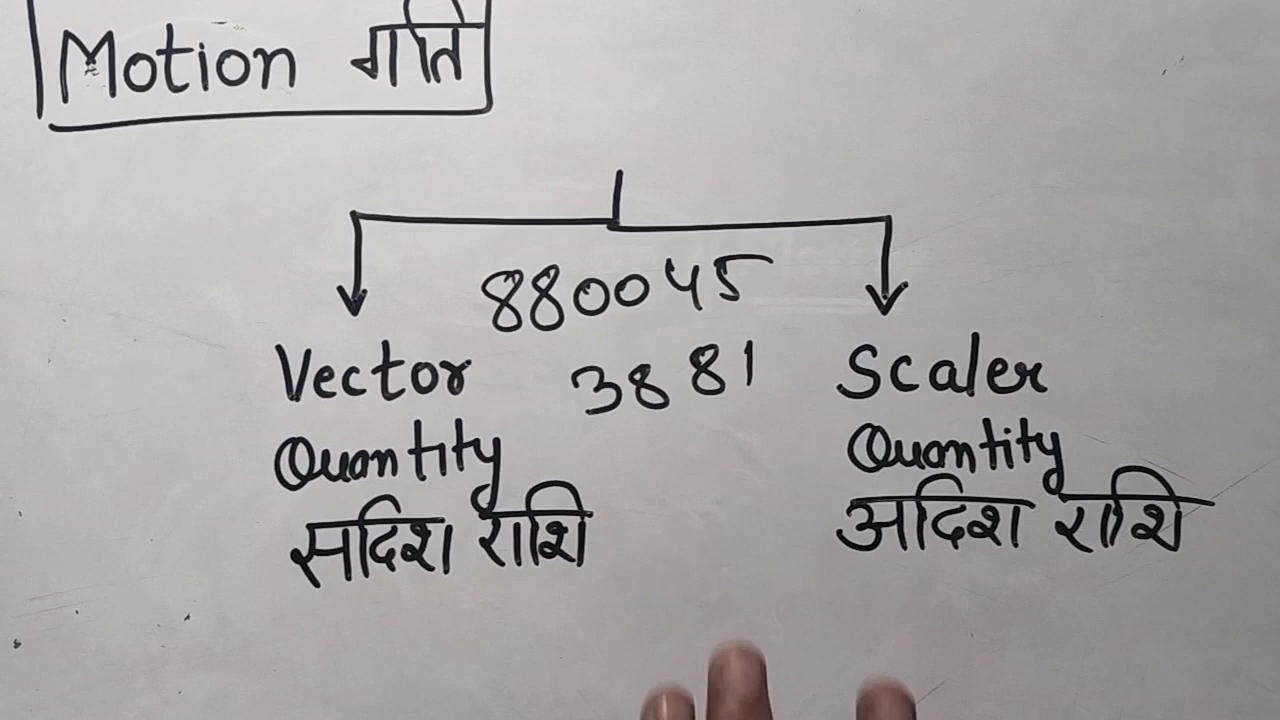 Motion गति
880045
3881
Vector
Quantity
सदिश राशि
Scaler
Quantity
अदिश राशि